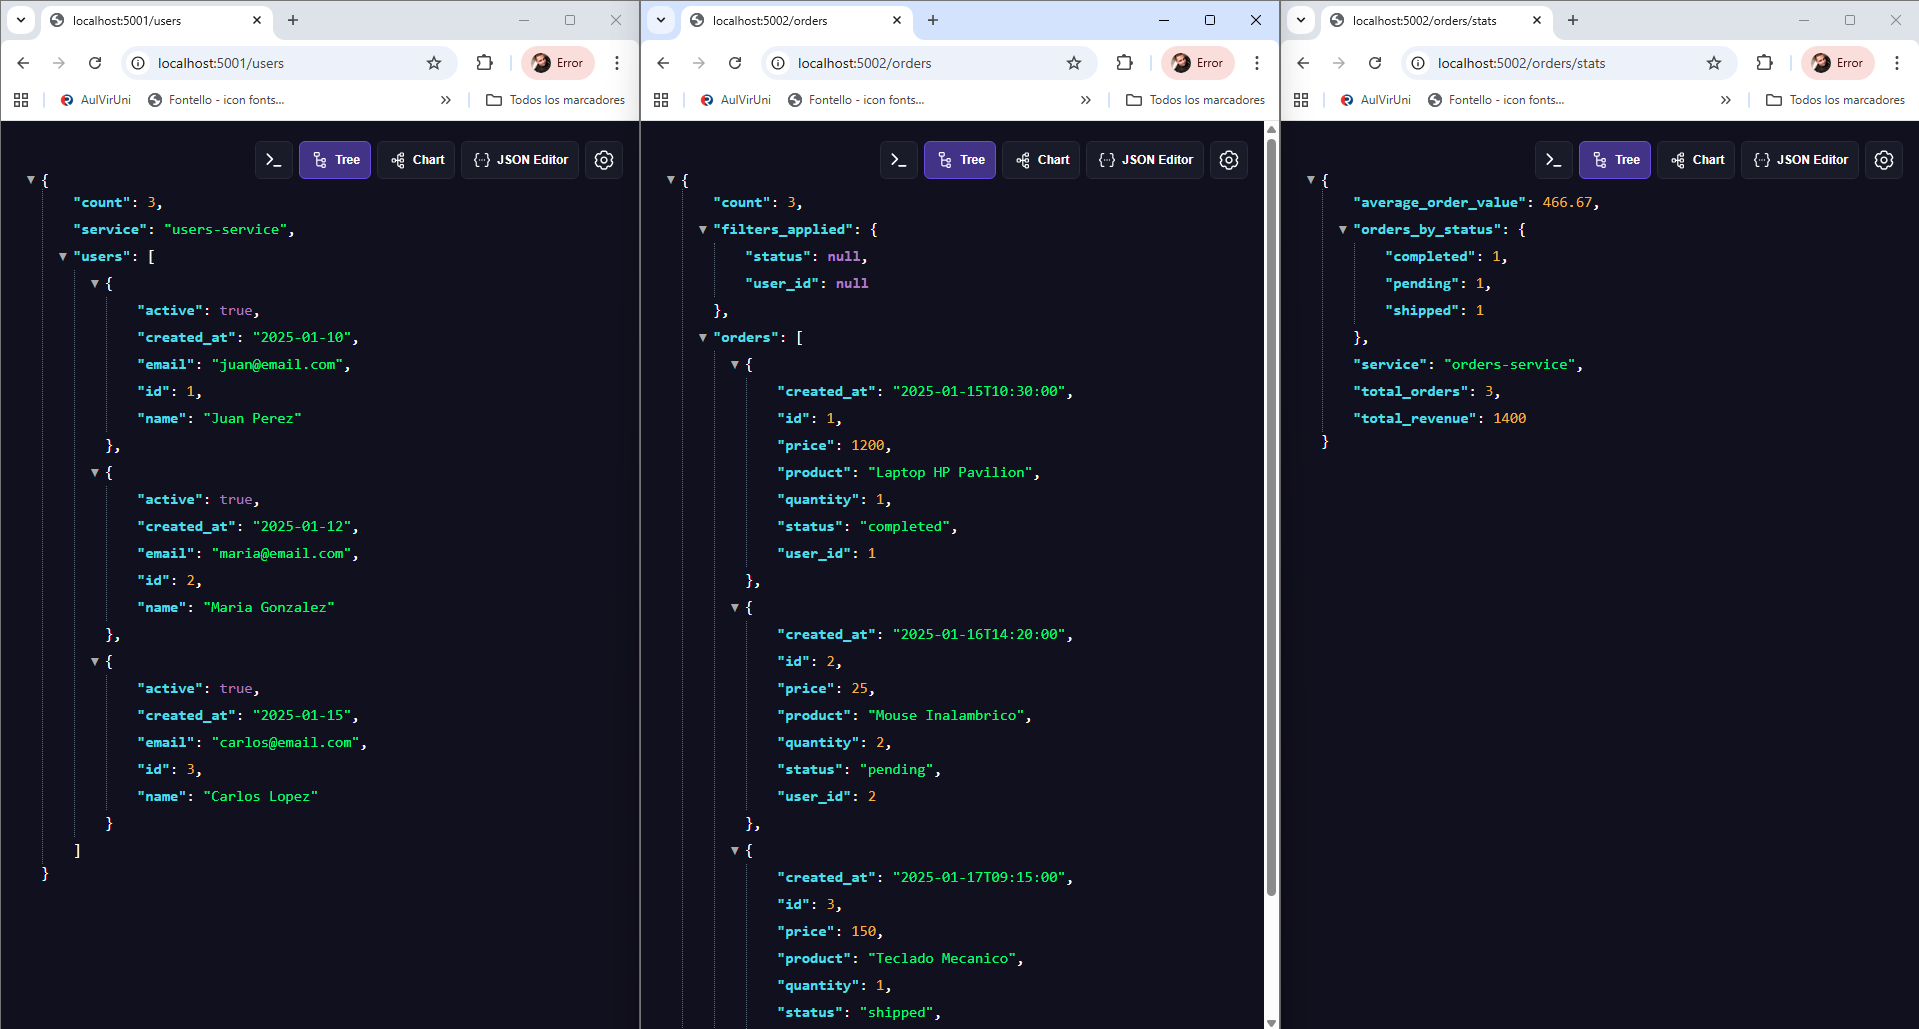 localhost:5001/users
localhost:5001/users
Error
AulVirUni
Fontello - icon fonts...
Todos los marcadores
Tree
Chart
JSON Editor
{
"count": 3,
"service": "users-service",
"users": [
{
"active": true,
"created_at": "2025-01-10",
"email": "juan@email.com",
"id": 1,
"name": "Juan Perez"
},
{
"active": true,
"created_at": "2025-01-12",
"email": "maria@email.com",
"id": 2,
"name": "Maria Gonzalez"
},
{
"active": true,
"created_at": "2025-01-15",
"email": "carlos@email.com",
"id": 3,
"name": "Carlos Lopez"
}
]
}
localhost:5002/orders
localhost:5002/orders
Error
AulVirUni
Fontello - icon fonts...
Todos los marcadores
Tree
Chart
JSON Editor
{
"count": 3,
"filters_applied": {
"status": null,
"user_id": null
},
"orders": [
{
"created_at": "2025-01-15T10:30:00",
"id": 1,
"price": 1200,
"product": "Laptop HP Pavilion",
"quantity": 1,
"status": "completed",
"user_id": 1
},
{
"created_at": "2025-01-16T14:20:00",
"id": 2,
"price": 25,
"product": "Mouse Inalambrico",
"quantity": 2,
"status": "pending",
"user_id": 2
},
{
"created_at": "2025-01-17T09:15:00",
"id": 3,
"price": 150,
"product": "Teclado Mecanico",
"quantity": 1,
"status": "shipped",
localhost:5002/orders/stats
localhost:5002/orders/stats
Error
AulVirUni
Fontello - icon fonts...
Todos los marcadores
Tree
Chart
JSON Editor
{
"average_order_value": 466.67,
"orders_by_status": {
"completed": 1,
"pending": 1,
"shipped": 1
},
"service": "orders-service",
"total_orders": 3,
"total_revenue": 1400
}